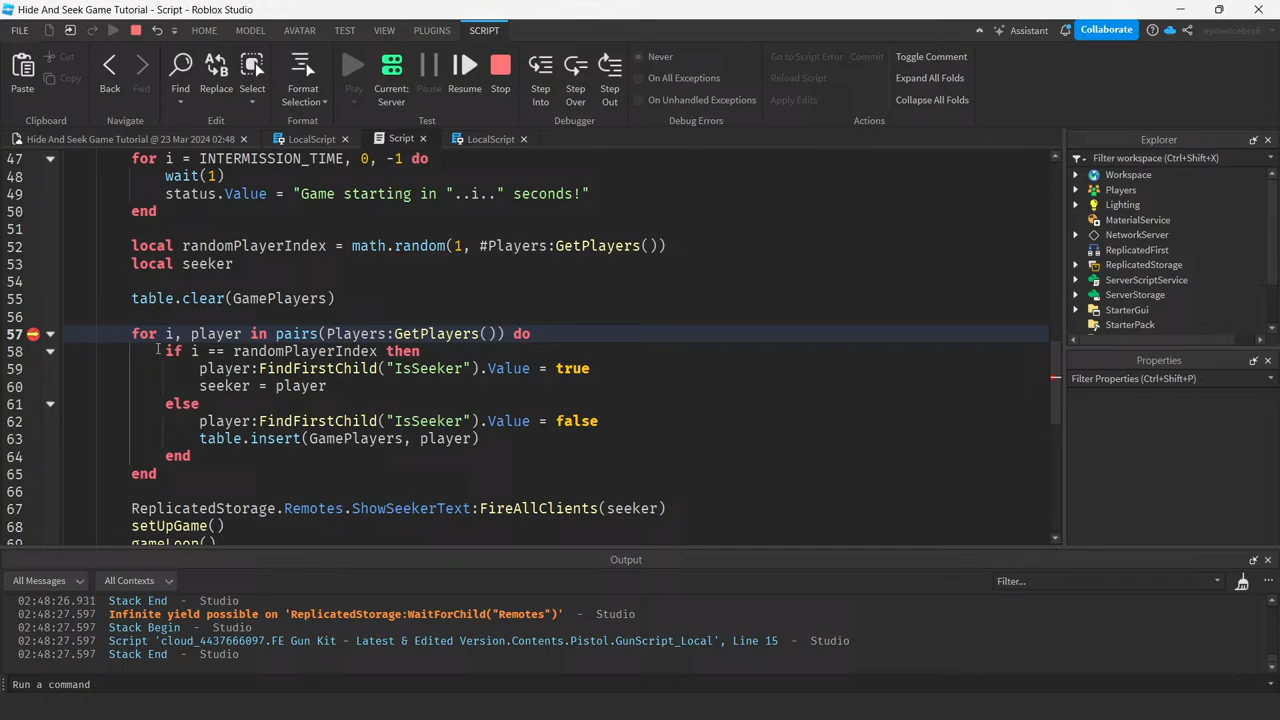 Hide And Seek Game Tutorial - Script - Roblox Studio
FILE HOME MODEL AVATAR TEST VIEW PLUGINS SCRIPT Assistant Collaborate
Cut
Copy
Paste
Back Fwd
Find Replace Select
Format Selection
Play Current: Server Pause Resume Stop
Step Into Step Over Step Out
Never
On All Exceptions
On Unhandled Exceptions
Go to Script Error Commit
Reload Script
Apply Edits
Toggle Comment
Expand All Folds
Collapse All Folds
Clipboard Navigate Edit Format Test Debugger Debug Errors Actions
Hide And Seek Game Tutorial @ 23 Mar 2024 02:48 LocalScript Script LocalScript
47 for i = INTERMISSION_TIME, 0, -1 do
48 wait(1)
49 status.Value = "Game starting in "..i.." seconds!"
50 end
51
52 local randomPlayerIndex = math.random(1, #Players:GetPlayers())
53 local seeker
54
55 table.clear(GamePlayers)
56
57 for i, player in pairs(Players:GetPlayers()) do
58 if i == randomPlayerIndex then
59 player:FindFirstChild("IsSeeker").Value = true
60 seeker = player
61 else
62 player:FindFirstChild("IsSeeker").Value = false
63 table.insert(GamePlayers, player)
64 end
65 end
66
67 ReplicatedStorage.Remotes.ShowSeekerText:FireAllClients(seeker)
68 setUpGame()
69 gameLoop()
Explorer
Filter workspace (Ctrl+Shift+X)
Workspace
Players
Lighting
MaterialService
NetworkServer
ReplicatedFirst
ReplicatedStorage
ServerScriptService
ServerStorage
StarterGui
StarterPack
Properties
Filter Properties (Ctrl+Shift+P)
Output
All Messages All Contexts Filter...
02:48:26.931 Stack End - Studio
02:48:27.597 Infinite yield possible on 'ReplicatedStorage:WaitForChild("Remotes")' - Studio
02:48:27.597 Stack Begin - Studio
02:48:27.597 Script 'cloud_4437666097.FE Gun Kit - Latest & Edited Version.Contents.Pistol.GunScript_Local', Line 15 - Studio
02:48:27.597 Stack End - Studio
Run a command